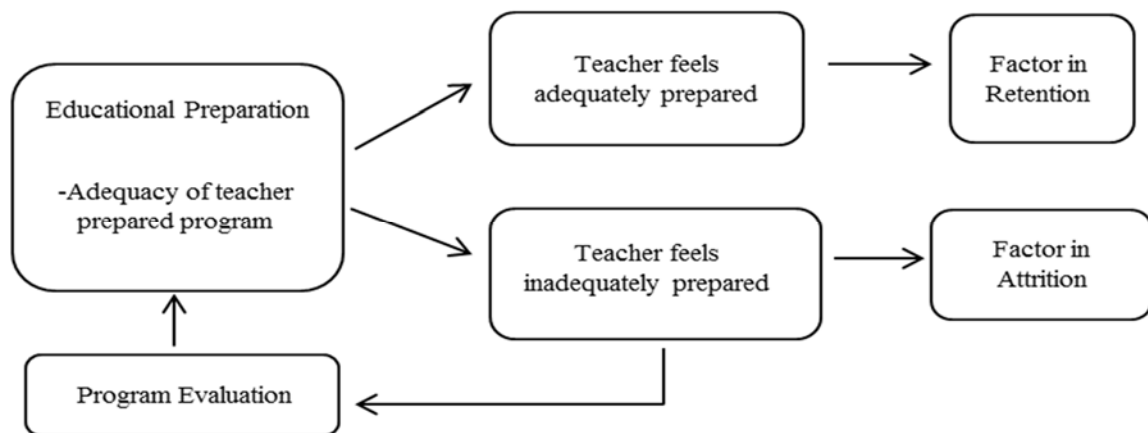 Educational Preparation
-Adequacy of teacher
prepared program
Teacher feels
adequately prepared
Factor in
Retention
Teacher feels
inadequately prepared
Factor in
Attrition
Program Evaluation